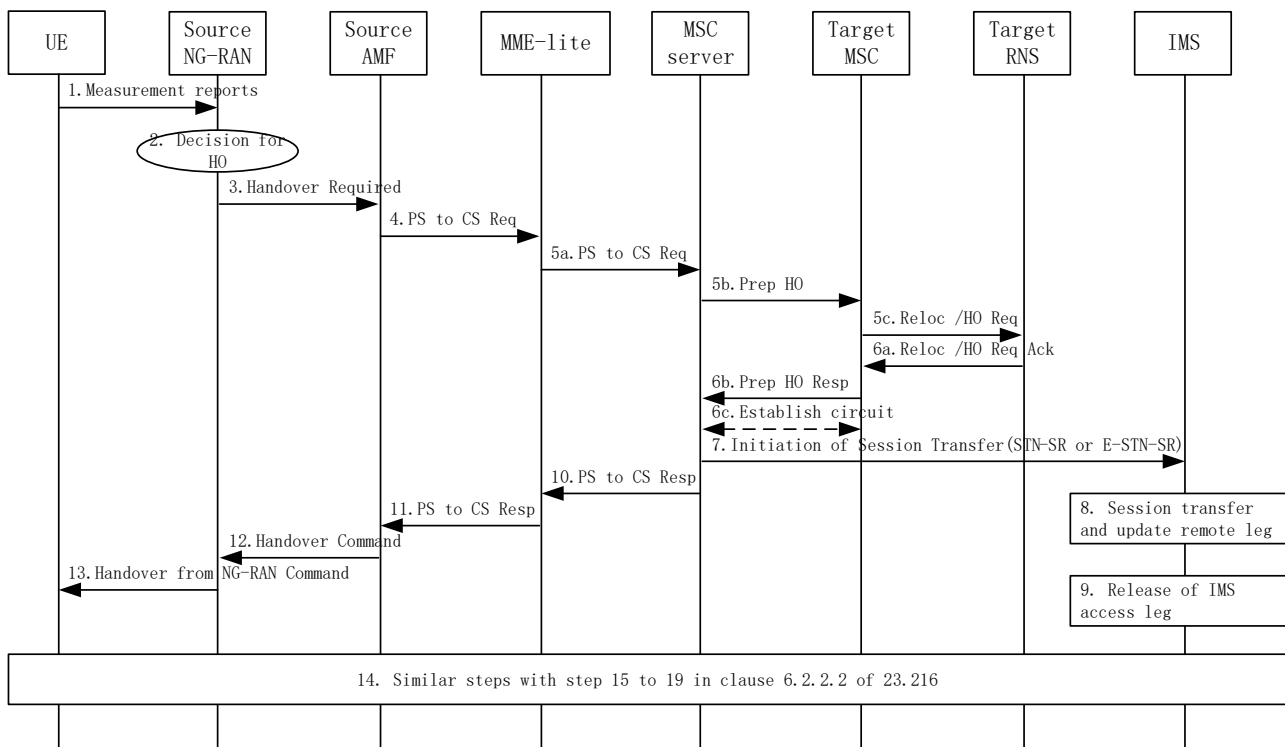 UE
Source
NG-RAN
Source
AMF
MME-lite
MSC
server
Target
MSC
Target
RNS
IMS
1.Measurement reports
2. Decision for
HO
3.Handover Required
4.PS to CS Req
5a.PS to CS Req
5b.Prep HO
5c.Reloc /HO Req
6a.Reloc /HO Req Ack
6b.Prep HO Resp
6c.Establish circuit
7.Initiation of Session Transfer(STN-SR or E-STN-SR)
10.PS to CS Resp
11.PS to CS Resp
8. Session transfer
and update remote leg
12.Handover Command
13.Handover from NG-RAN Command
9. Release of IMS
access leg
14. Similar steps with step 15 to 19 in clause 6.2.2.2 of 23.216